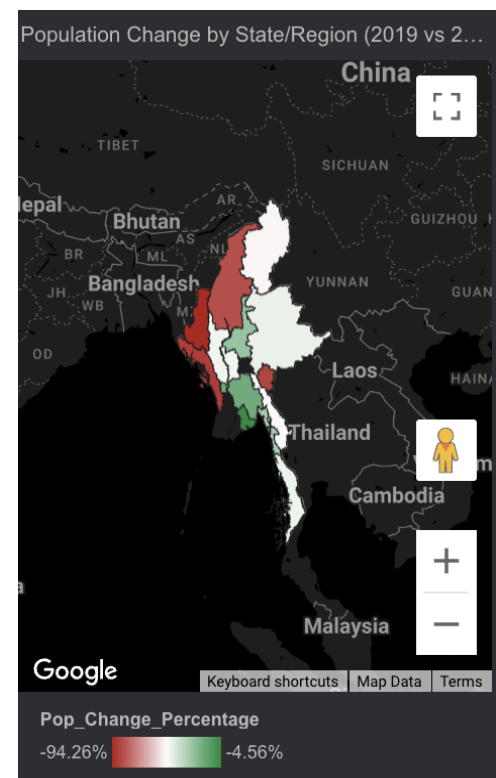 Population Change by State/Region (2019 vs 2...
China
TIBET
SICHUAN
AR
Bhutan
GUIZHOU
AS
BR
ML
NL
Bangladesh
YUNNAN
JH
WB
GUAN
OD
Laos
HAINA
Thailand
Cambodia
Malaysia
Google
Keyboard shortcuts
Map Data
Terms
Pop_Change_Percentage
-94.26%
-4.56%